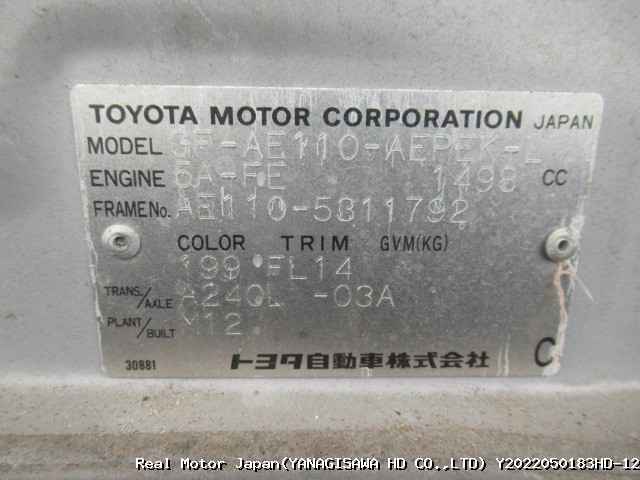 TOYOTA MOTOR CORPORATION JAPAN
MODEL GF-AE110-AEPEK-L
ENGINE 5A-FE 1498 CC
FRAME No. AE110-5311792
COLOR TRIM GVM(KG)
199 FL14
TRANS./AXLE A240L -03A
PLANT/BUILT M12
30881 トヨタ自動車株式会社 C
Real Motor Japan(YANAGISAWA HD CO.,LTD) Y2022050183HD-12